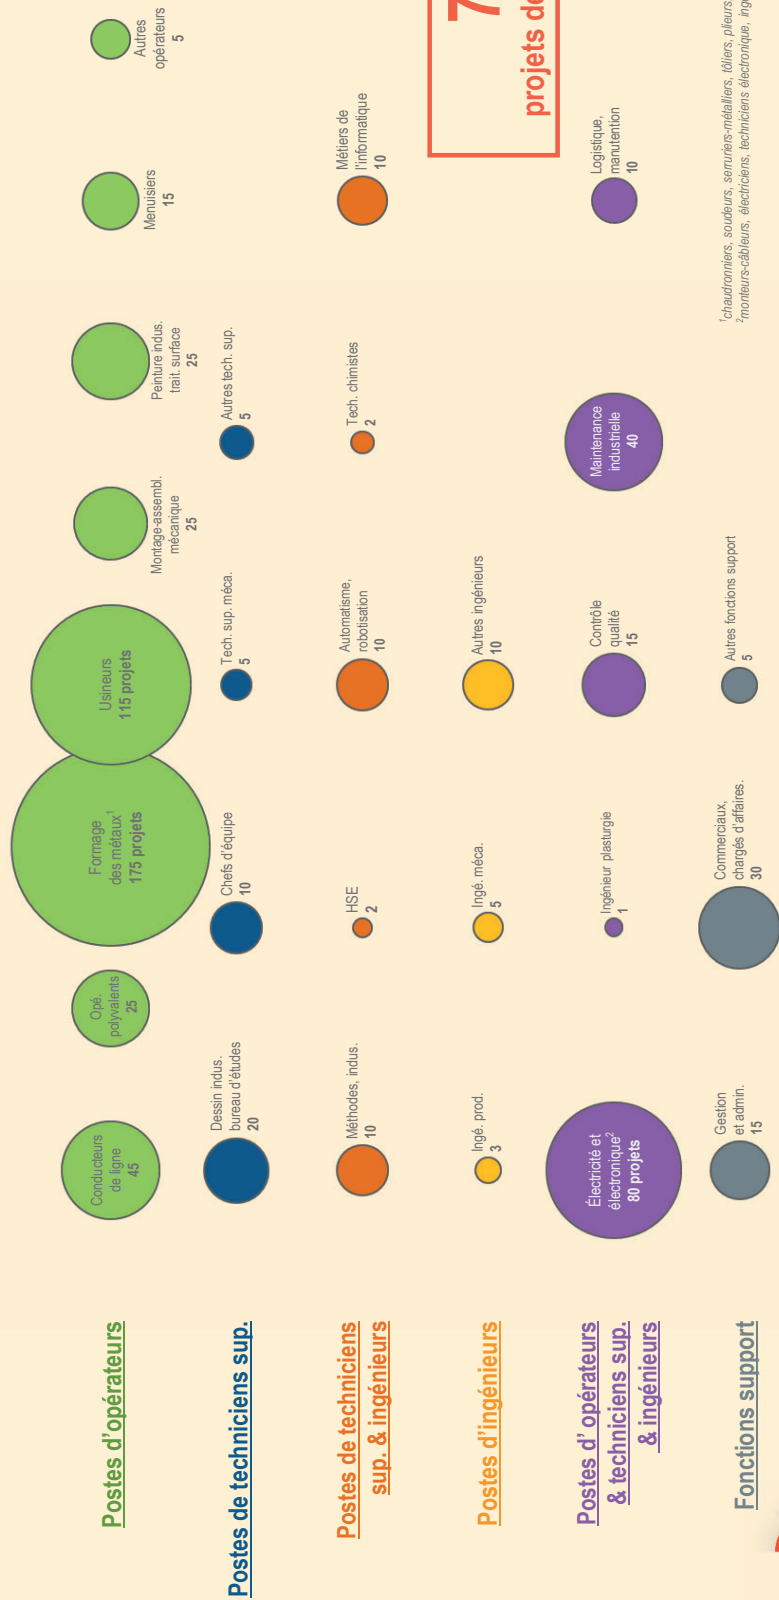 Postes d'opérateurs
Conducteurs
de ligne
45
Opé.
polyvalents
25
Formage
des métaux¹
175 projets
Usineurs
115 projets
Montage-assembl.
mécanique
25
Peinture indus.
trait. surface
25
Menuisiers
15
Autres
opérateurs
5
Postes de techniciens sup.
Dessin indus.
bureau d'études
20
Chefs d'équipe
10
Tech. sup. méca.
5
Autres tech. sup.
5
Postes de techniciens
sup. & ingénieurs
Méthodes, indus.
10
HSE
2
Automatisme,
robotisation
10
Tech. chimistes
2
Métiers de
l'informatique
10
Postes d'ingénieurs
Ingé. prod.
3
Ingé. méca.
5
Autres ingénieurs
10
7
projets de
Postes d' opérateurs
& techniciens sup.
& ingénieurs
Électricité et
électronique²
80 projets
Ingénieur plasturgie
1
Contrôle
qualité
15
Maintenance
industrielle
40
Logistique,
manutention
10
Fonctions support
Gestion
et admin.
15
Commerciaux,
chargés d'affaires.
30
Autres fonctions support
5
¹chaudronniers, soudeurs, serruriers-métalliers, tôliers, plieurs
²monteurs-câbleurs, électriciens, techniciens électronique,